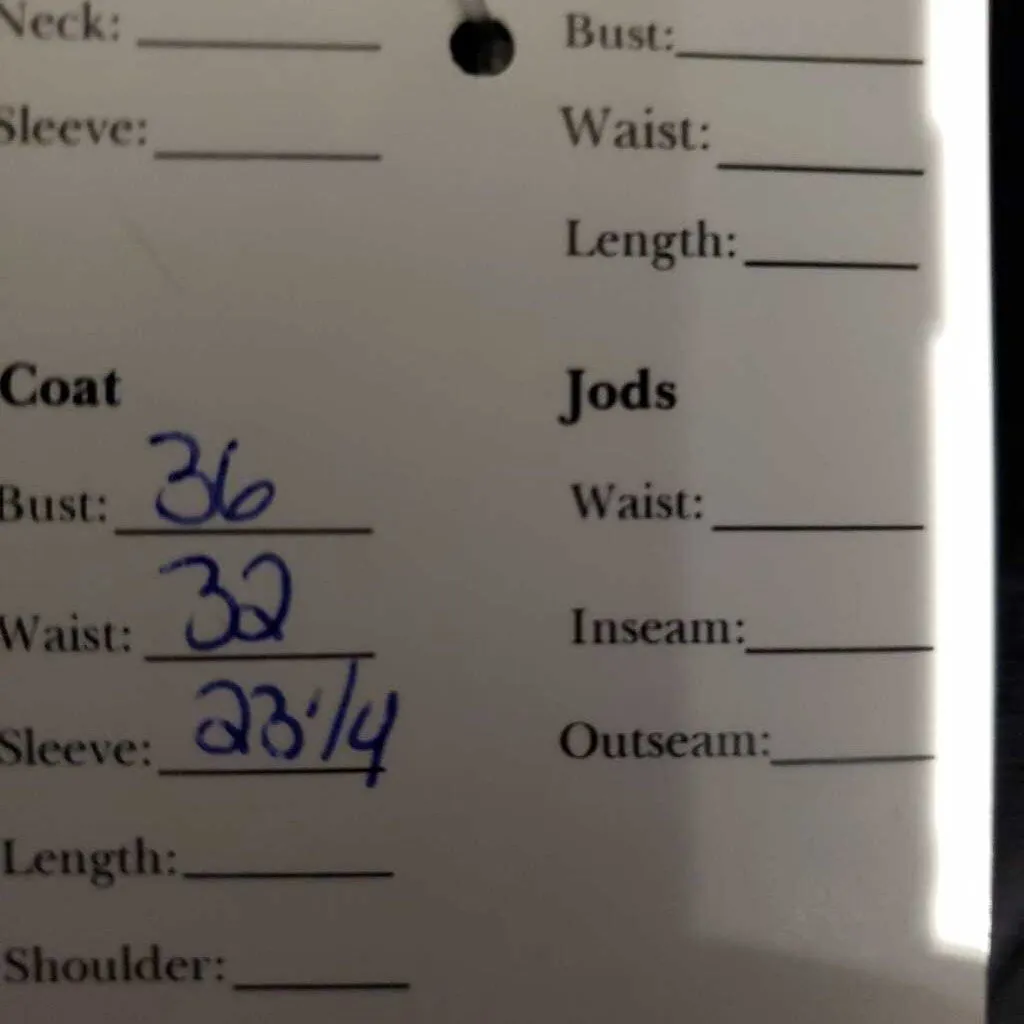 Neck:
Sleeve:
Bust:
Waist:
Length:
Coat
Bust: 36
Waist: 32
Sleeve: 23 1/4
Length:
Shoulder:
Jods
Waist:
Inseam:
Outseam: